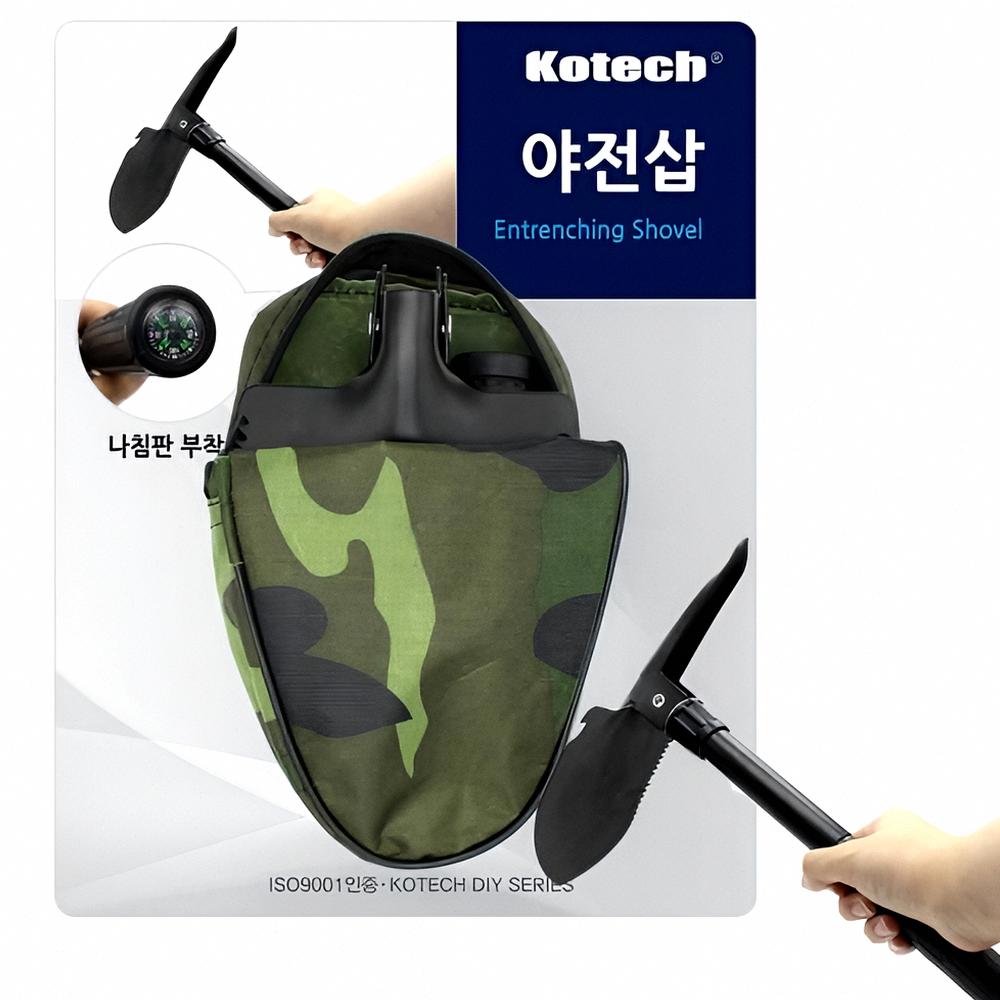 Kotech®
야전삽
Entrenching Shovel
나침판 부착
ISO9001인증·KOTECH DIY SERIES